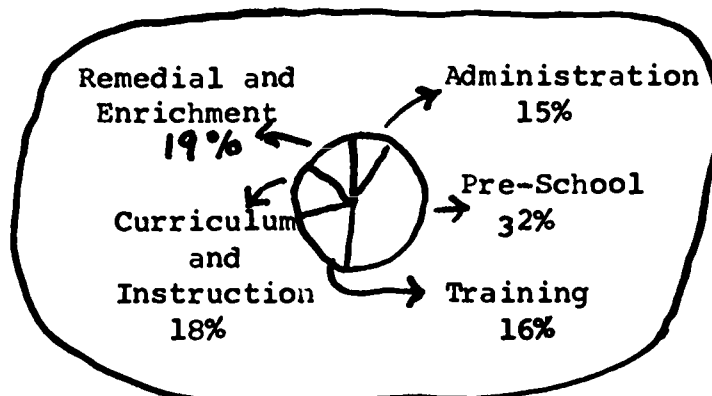 Remedial and
Enrichment
19%
Administration
15%
Pre-School
32%
Curriculum
and
Instruction
18%
Training
16%